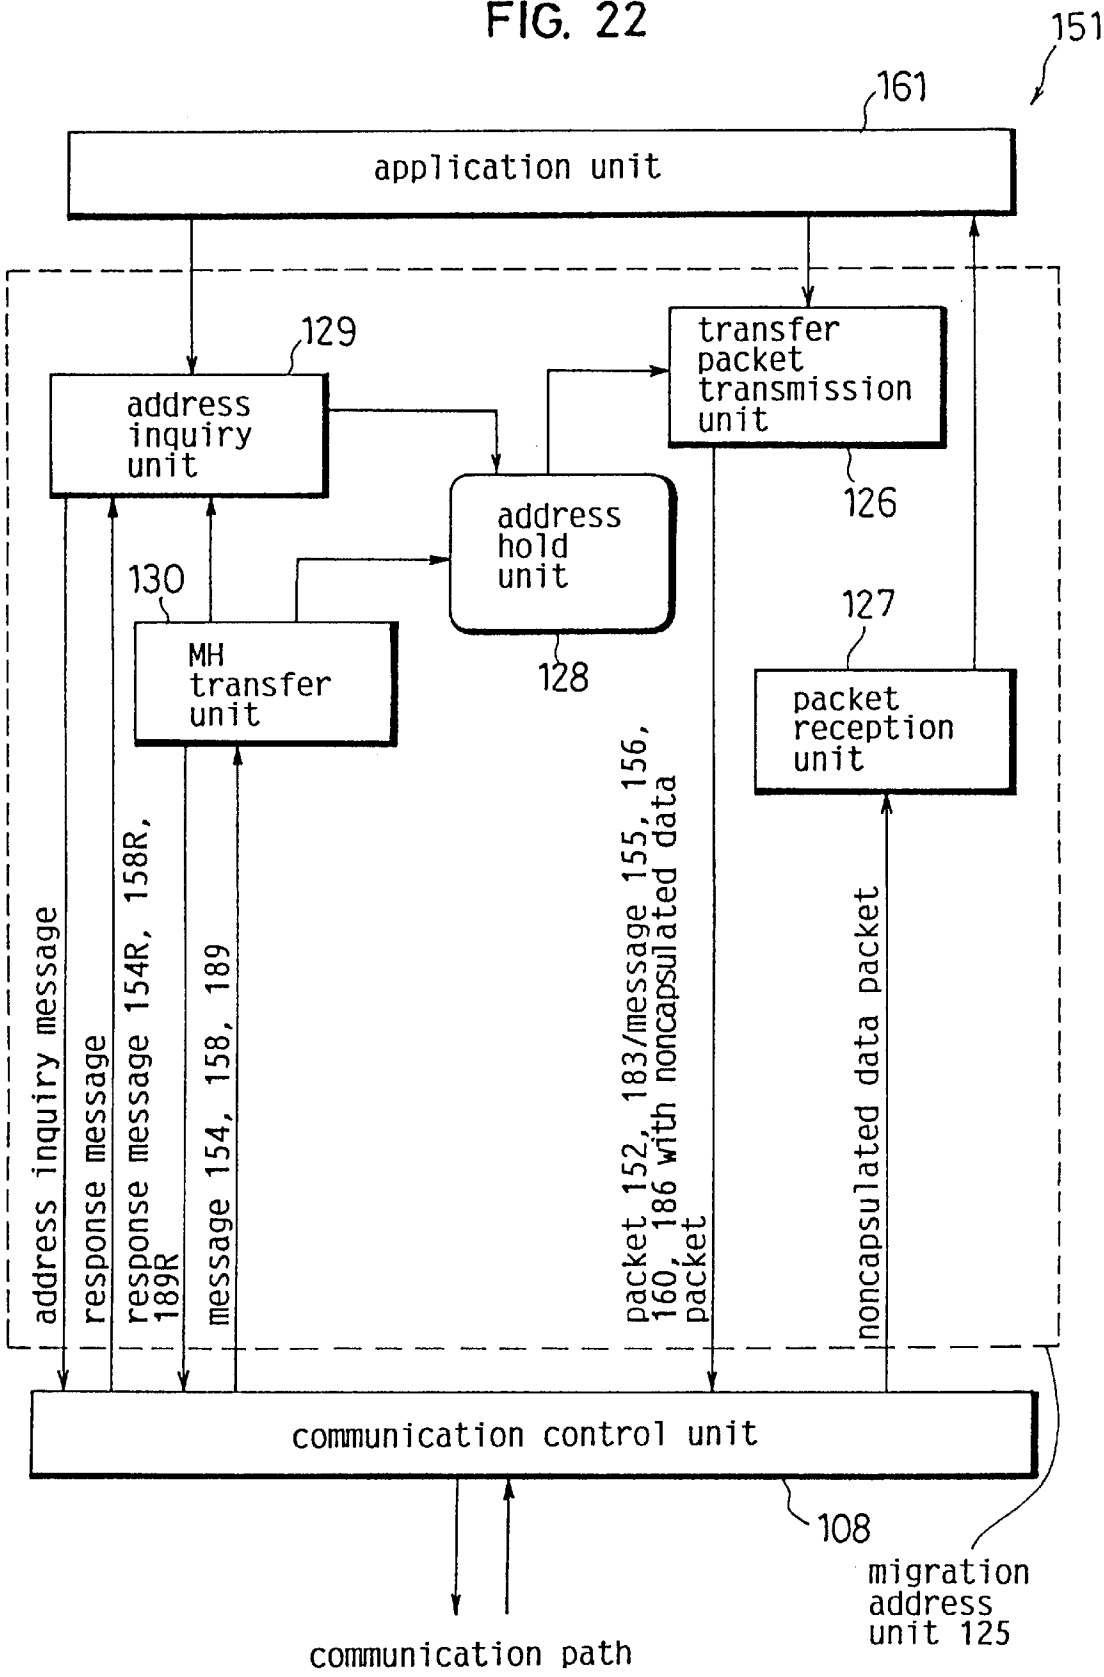 FIG. 22
151
161
application unit
129
address
inquiry
unit
transfer
packet
transmission
unit
126
address
hold
unit
128
130
MH
transfer
unit
127
packet
reception
unit
address inquiry message
response message
response message 154R, 158R,
189R
message 154, 158, 189
packet 152, 183/message 155, 156,
160, 186 with noncapsulated data
packet
noncapsulated data packet
communication control unit
108
migration
address
unit 125
communication path